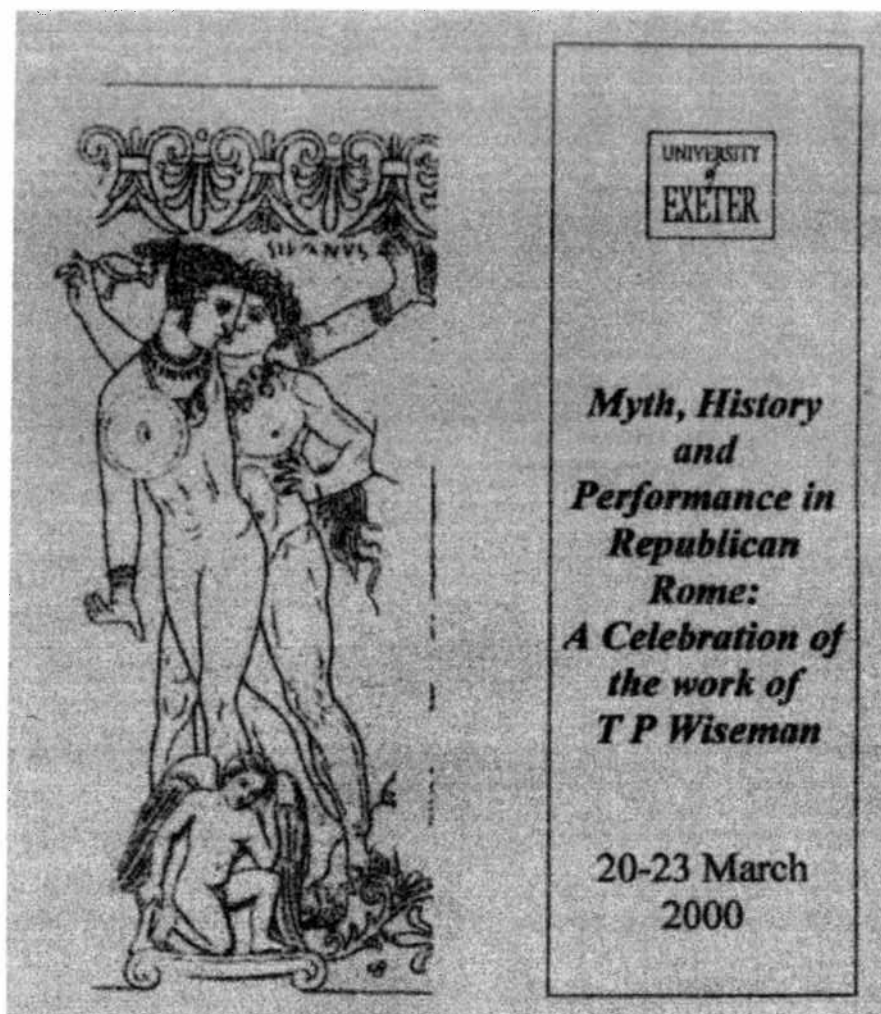 SILANVS
UNIVERSITY
of
EXETER
Myth, History
and
Performance in
Republican
Rome:
A Celebration of
the work of
T P Wiseman
20-23 March
2000